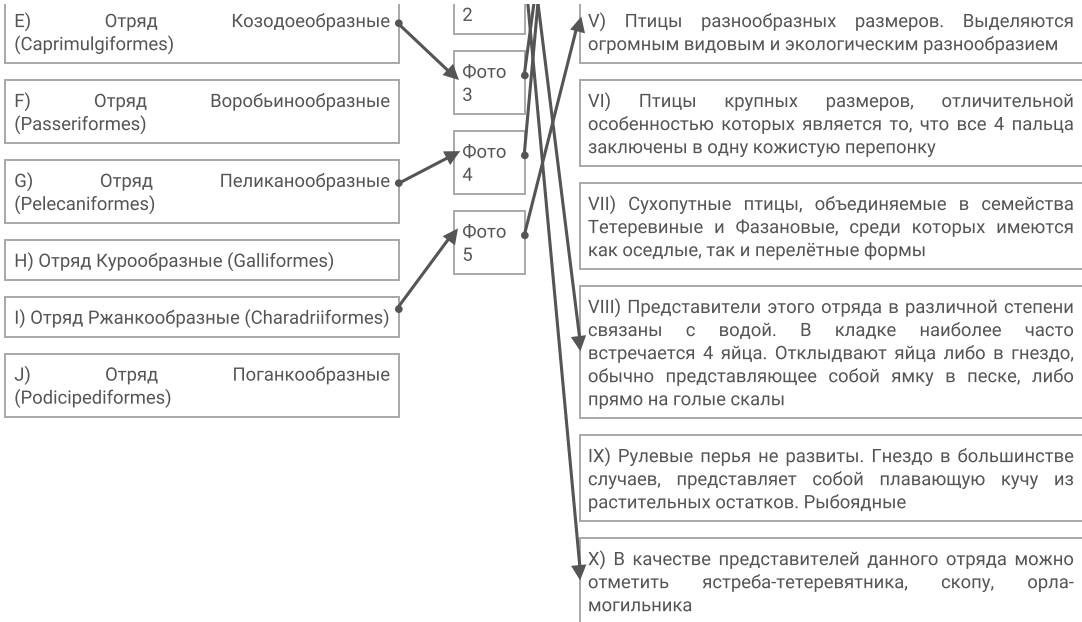 E) Отряд Козодоеобразные
(Caprimulgiformes)
F) Отряд Воробьинообразные
(Passeriformes)
G) Отряд Пеликанообразные
(Pelecaniformes)
H) Отряд Курообразные (Galliformes)
I) Отряд Ржанкообразные (Charadriiformes)
J) Отряд Поганкообразные
(Podicipediformes)
2
Фото
3
Фото
4
Фото
5
V) Птицы разнообразных размеров. Выделяются
огромным видовым и экологическим разнообразием
VI) Птицы крупных размеров, отличительной
особенностью которых является то, что все 4 пальца
заключены в одну кожистую перепонку
VII) Сухопутные птицы, объединяемые в семейства
Тетеревиные и Фазановые, среди которых имеются
как оседлые, так и перелётные формы
VIII) Представители этого отряда в различной степени
связаны с водой. В кладке наиболее часто
встречается 4 яйца. Отклыдвают яйца либо в гнездо,
обычно представляющее собой ямку в песке, либо
прямо на голые скалы
IX) Рулевые перья не развиты. Гнездо в большинстве
случаев, представляет собой плавающую кучу из
растительных остатков. Рыбоядные
X) В качестве представителей данного отряда можно
отметить ястреба-тетеревятника, скопу, орла-
могильника